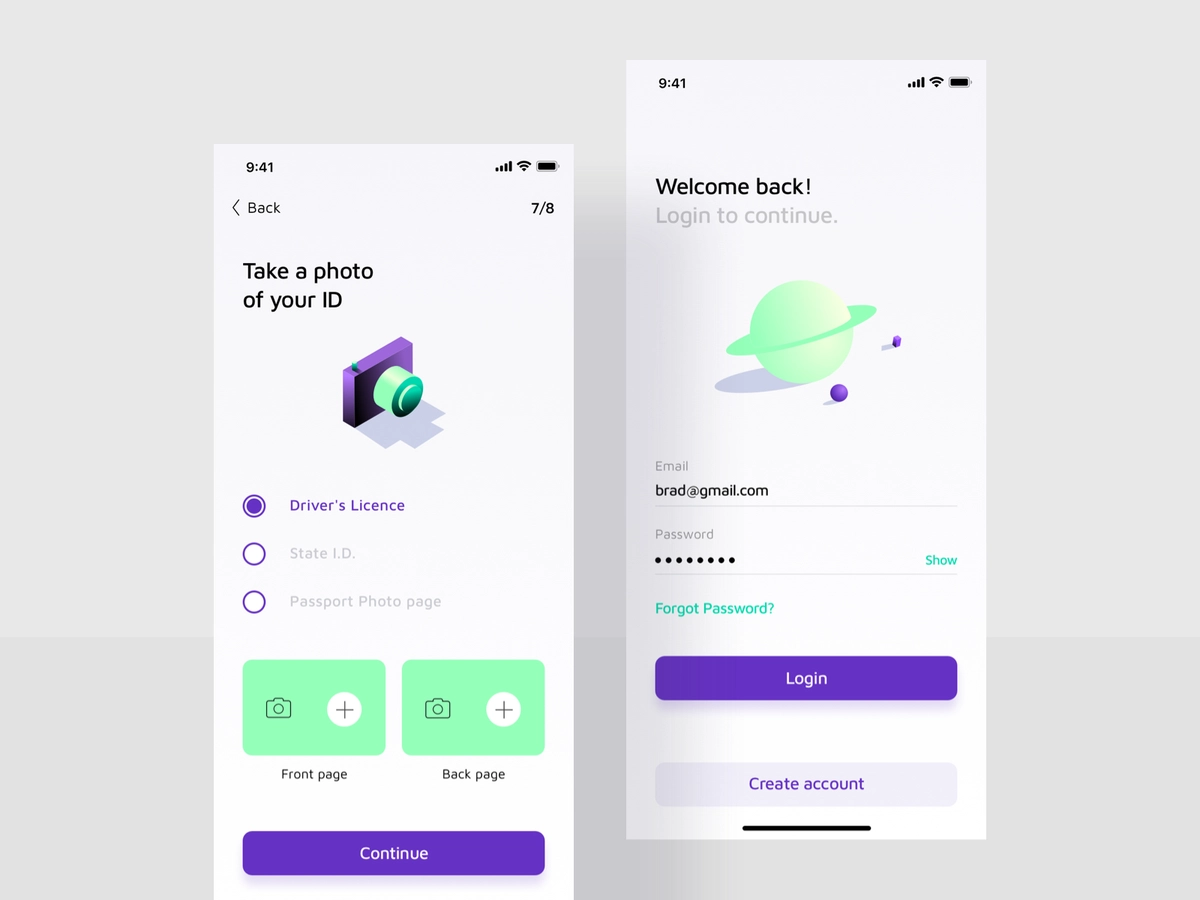 9:41
Back
7/8
Take a photo
of your ID
Driver's Licence
State I.D.
Passport Photo page
Front page
Back page
Continue
9:41
Welcome back!
Login to continue.
Email
brad@gmail.com
Password
Show
Forgot Password?
Login
Create account